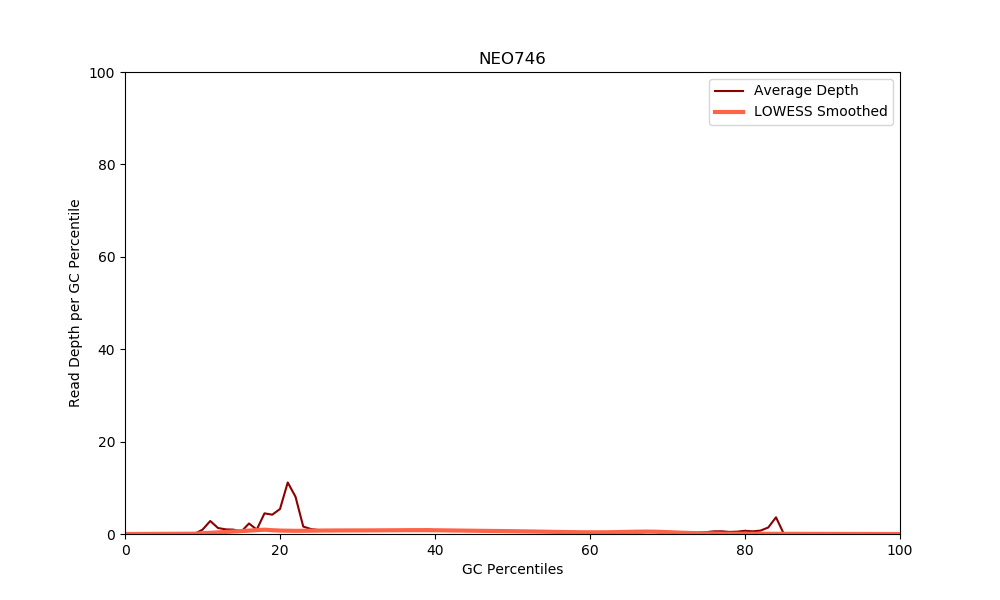 NEO746
Average Depth
LOWESS Smoothed
100
80
60
40
20
0
Read Depth per GC Percentile
0 20 40 60 80 100
GC Percentiles